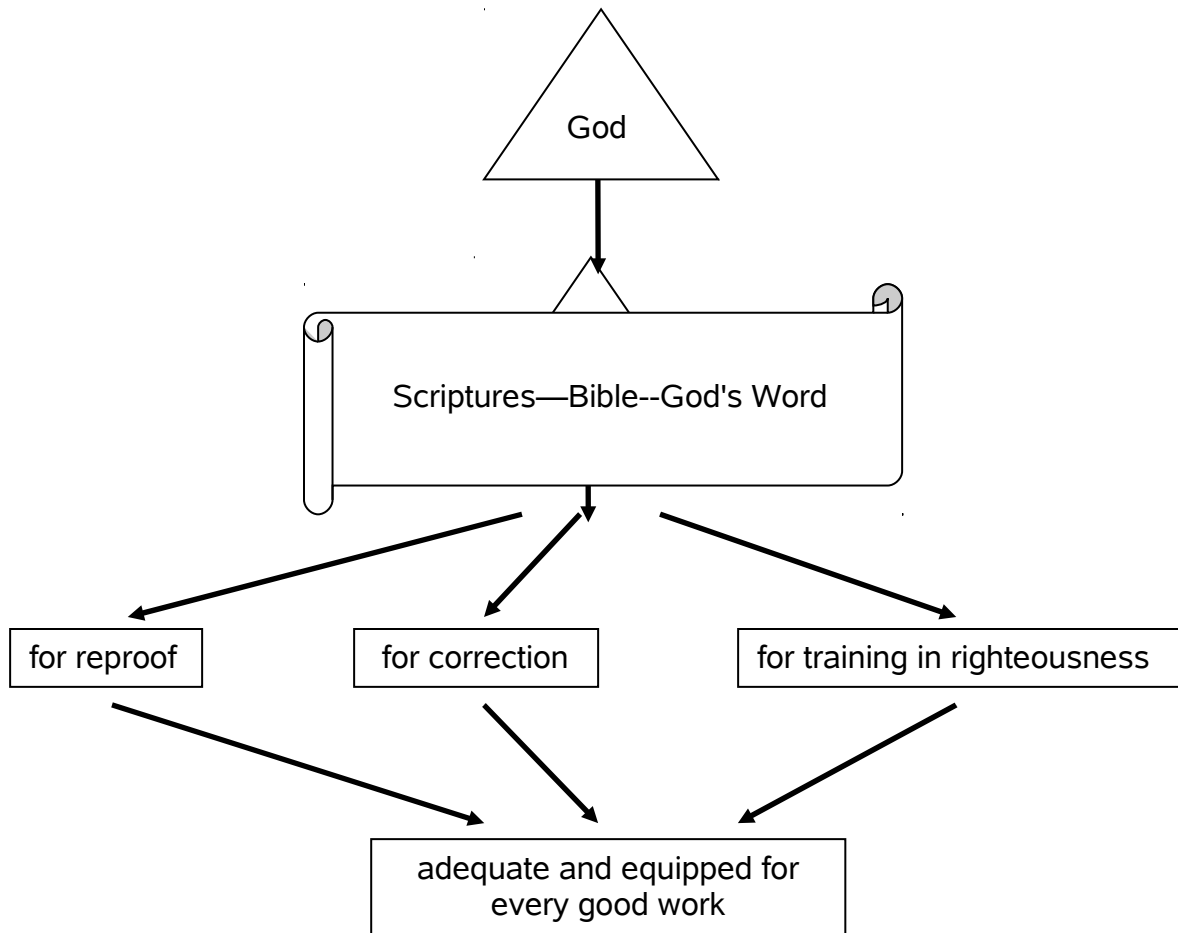 God
Scriptures—Bible--God's Word
for reproof
for correction
for training in righteousness
adequate and equipped for
every good work